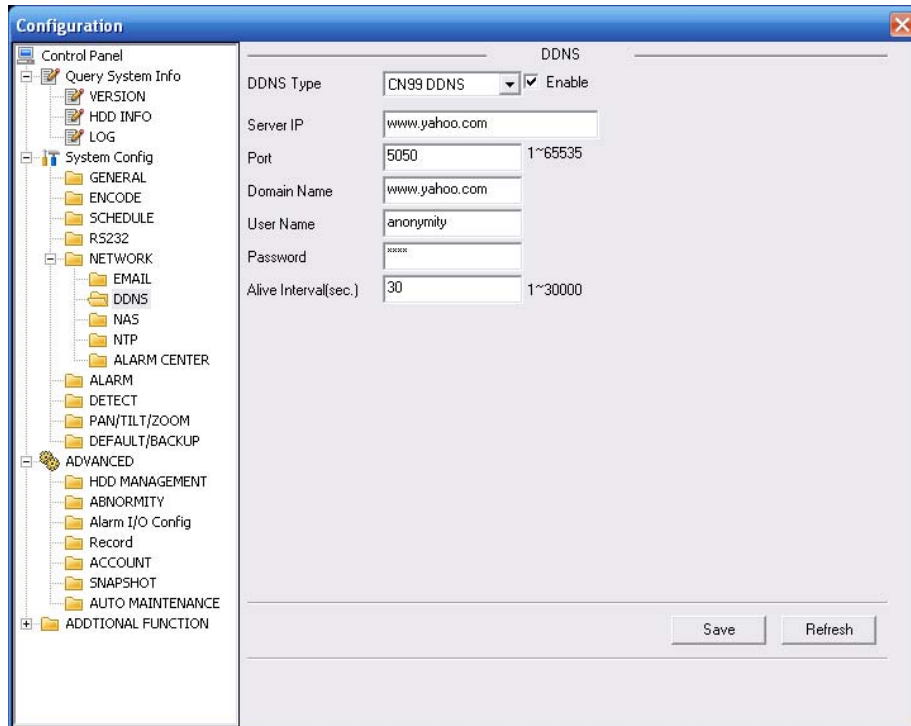 Configuration
Control Panel
Query System Info
VERSION
HDD INFO
LOG
System Config
GENERAL
ENCODE
SCHEDULE
RS232
NETWORK
EMAIL
DDNS
NAS
NTP
ALARM CENTER
ALARM
DETECT
PAN/TILT/ZOOM
DEFAULT/BACKUP
ADVANCED
HDD MANAGEMENT
ABNORMITY
Alarm I/O Config
Record
ACCOUNT
SNAPSHOT
AUTO MAINTENANCE
ADDTIONAL FUNCTION
DDNS
DDNS Type CN99 DDNS Enable
Server IP www.yahoo.com
Port 5050 1~65535
Domain Name www.yahoo.com
User Name anonymity
Password ****
Alive Interval(sec.) 30 1~30000
Save Refresh